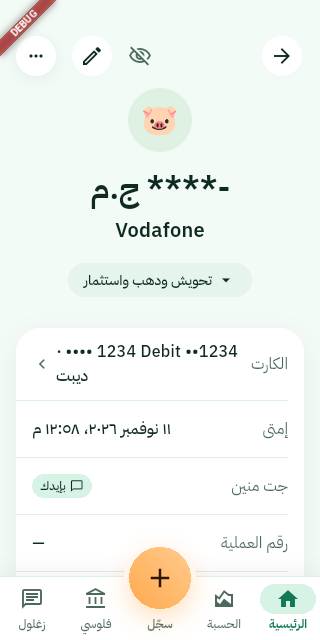 DEBUG
-**** ج.م
Vodafone
تحويش ودهب واستثمار
الكارت
1234•• Debit 1234 •••• ·
ديبت
إمتى
١١ نوفمبر ٢٠٢٦، ١٢:٥٨ م
جت منين
بإيدك
رقم العملية
—
الرئيسية
الحسبة
سجّل
فلوسي
زغلول